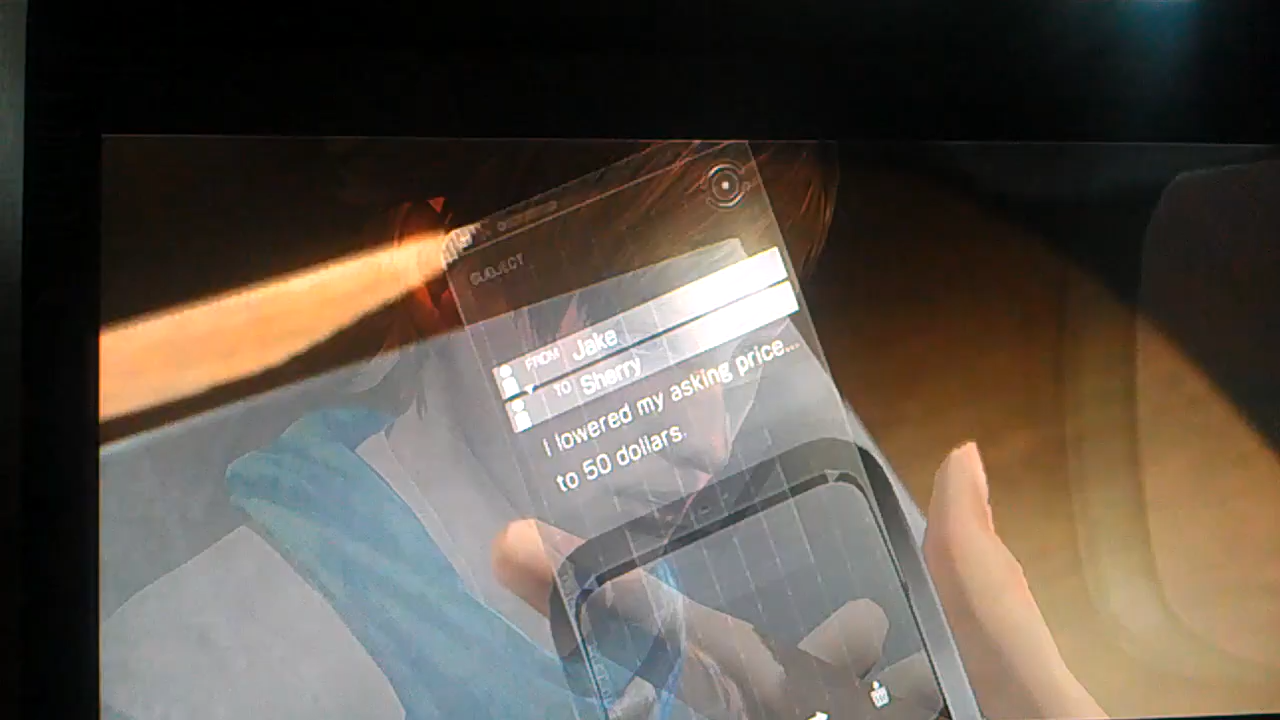 SUBJECT
FROM Jake
TO Sherry
I lowered my asking price...
to 50 dollars.